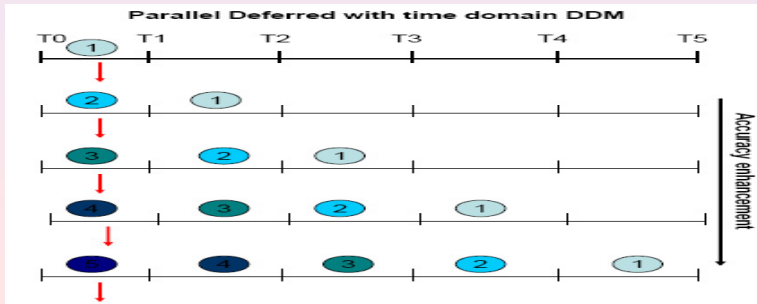 Parallel Deferred with time domain DDM
T0 T1 T2 T3 T4 T5
1
2 1
3 2 1
4 3 2 1
5 4 3 2 1
Accuracy enhancement